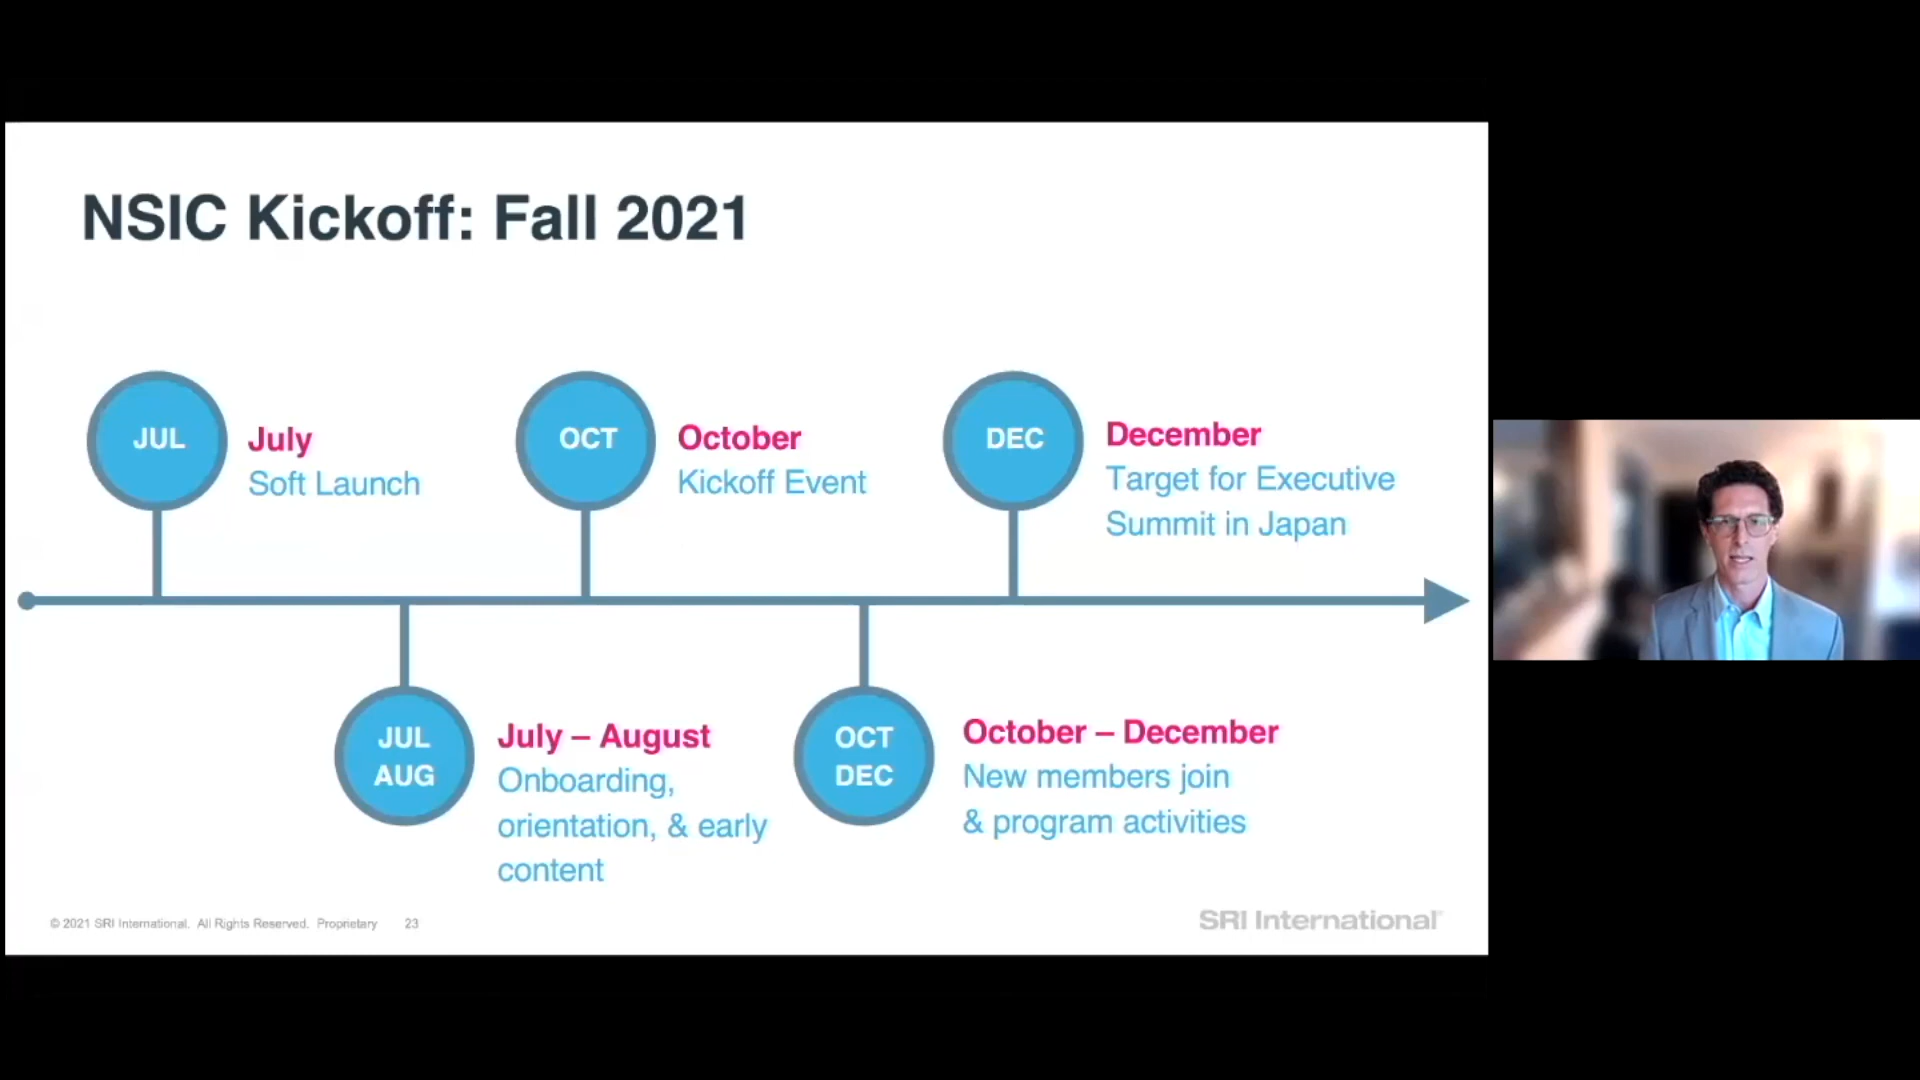 NSIC Kickoff: Fall 2021
JUL
July
Soft Launch
OCT
October
Kickoff Event
DEC
December
Target for Executive
Summit in Japan
JUL
AUG
July – August
Onboarding,
orientation, & early
content
OCT
DEC
October – December
New members join
& program activities
© 2021 SRI International. All Rights Reserved. Proprietary 23
SRI International